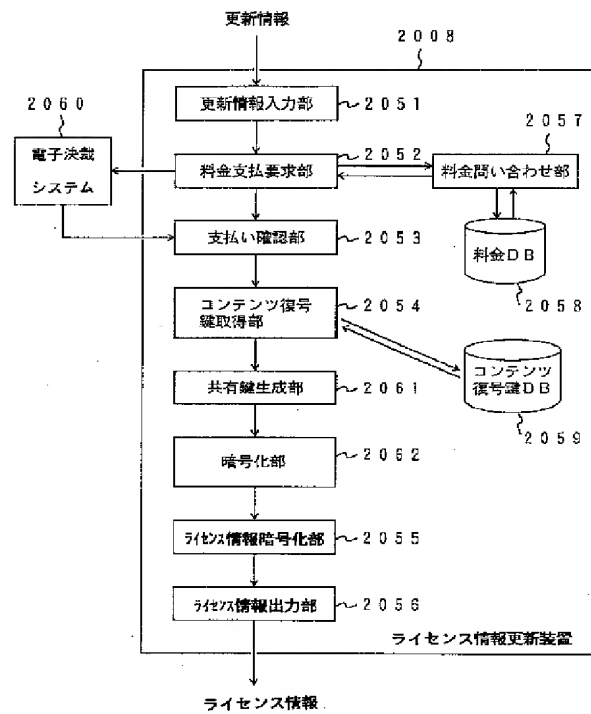 更新情報
2008
更新情報入力部
2051
2060
電子決裁
システム
料金支払要求部
2052
2057
料金問い合わせ部
支払い確認部
2053
料金DB
2058
コンテンツ復号
鍵取得部
2054
コンテンツ
復号鍵DB
2059
共有鍵生成部
2061
暗号化部
2062
ライセンス情報暗号化部
2055
ライセンス情報出力部
2056
ライセンス情報更新装置
ライセンス情報